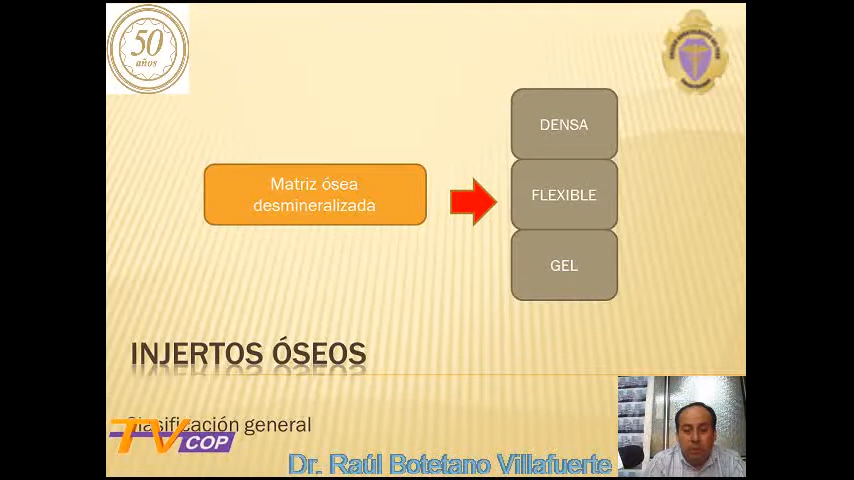 50
años
DENSA
Matriz ósea
desmineralizada
FLEXIBLE
GEL
INJERTOS ÓSEOS
Clasificación general
TV COP
Dr. Raúl Botetano Villafuerte